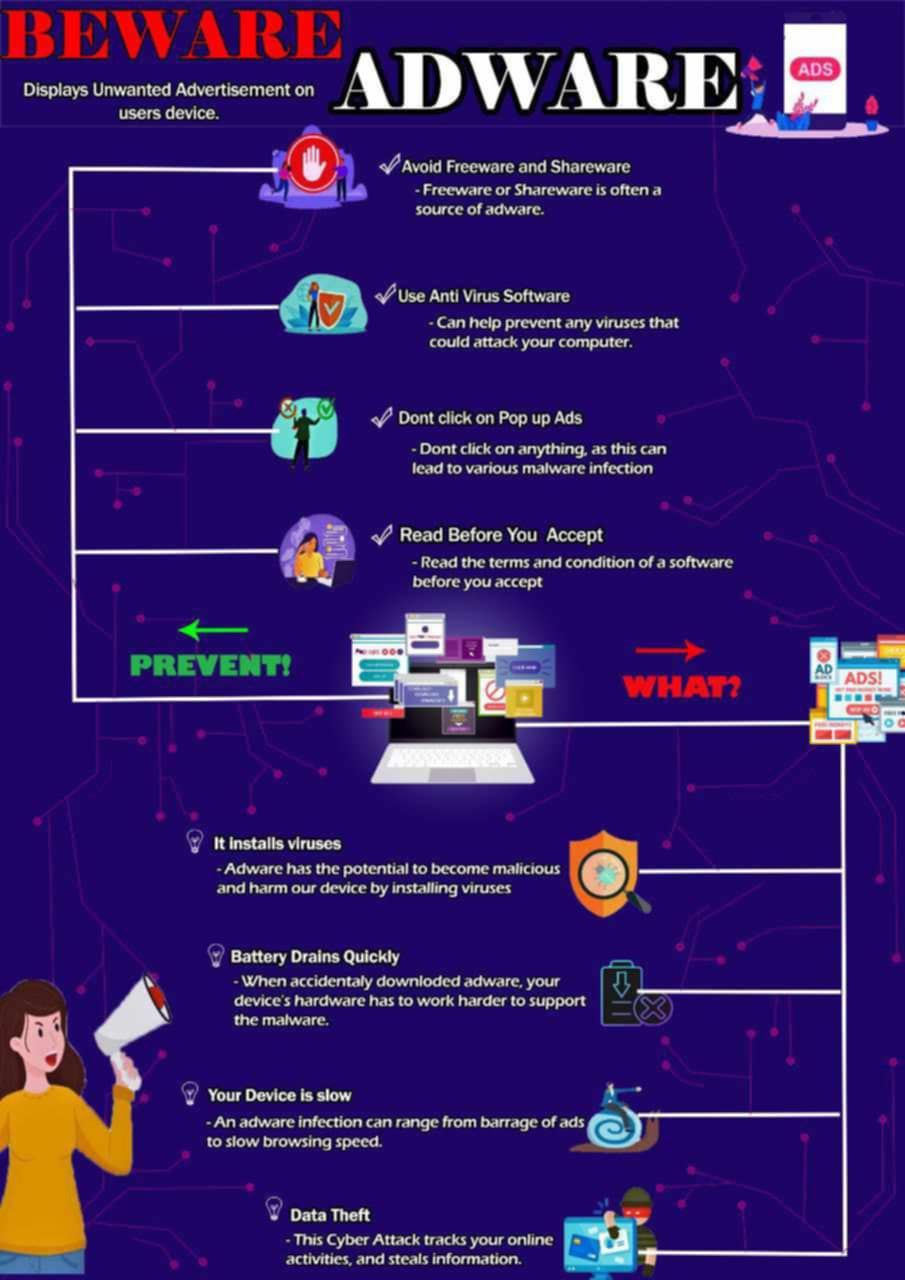 BEWARE
ADWARE
Displays Unwanted Advertisement on
users device.
ADS
Avoid Freeware and Shareware
- Freeware or Shareware is often a
source of adware.
Use Anti Virus Software
- Can help prevent any viruses that
could attack your computer.
Dont click on Pop up Ads
- Dont click on anything, as this can
lead to various malware infection
Read Before You Accept
- Read the terms and condition of a software
before you accept
PREVENT!
WHAT?
AD
ADS!
It installs viruses
- Adware has the potential to become malicious
and harm our device by installing viruses
Battery Drains Quickly
- When accidentaly downloded adware, your
device's hardware has to work harder to support
the malware.
Your Device is slow
- An adware infection can range from barrage of ads
to slow browsing speed.
Data Theft
- This Cyber Attack tracks your online
activities, and steals information.